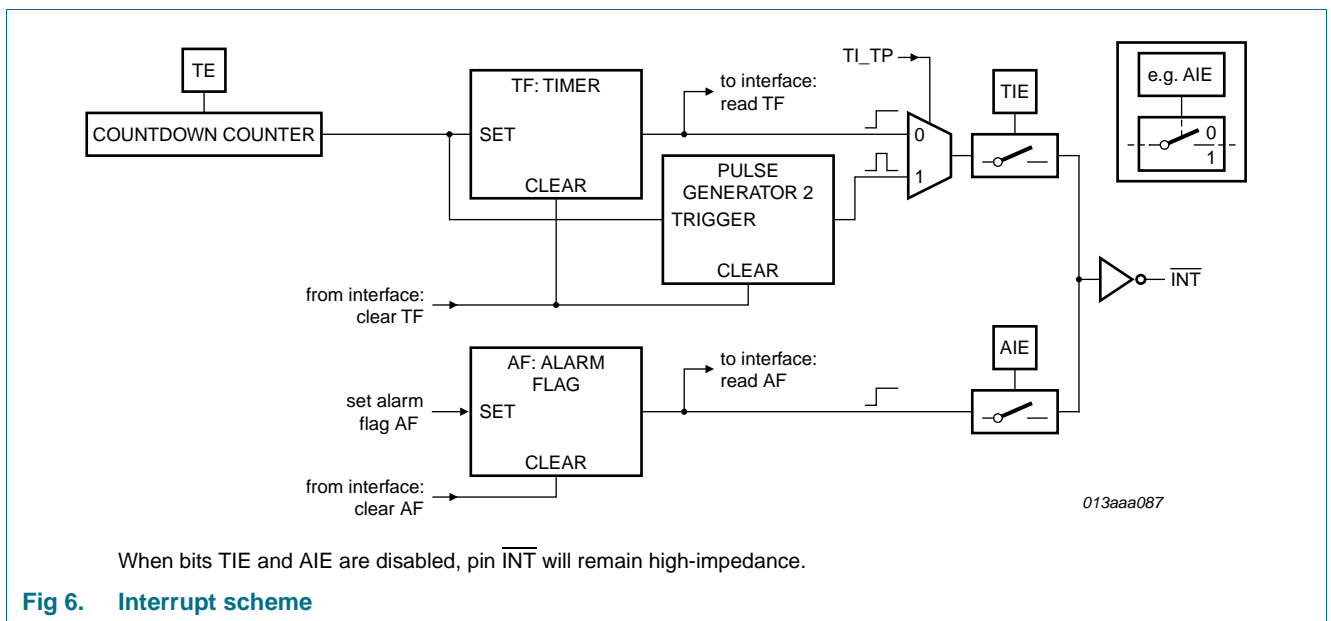 TE
COUNTDOWN COUNTER
TF: TIMER
SET
CLEAR
to interface:
read TF
TI_TP
0
1
TIE
e.g. AIE
0
1
PULSE
GENERATOR 2
TRIGGER
CLEAR
from interface:
clear TF
I̅N̅T̅
AF: ALARM
FLAG
SET
CLEAR
set alarm
flag AF
to interface:
read AF
AIE
from interface:
clear AF
013aaa087
When bits TIE and AIE are disabled, pin I̅N̅T̅ will remain high-impedance.
Fig 6. Interrupt scheme